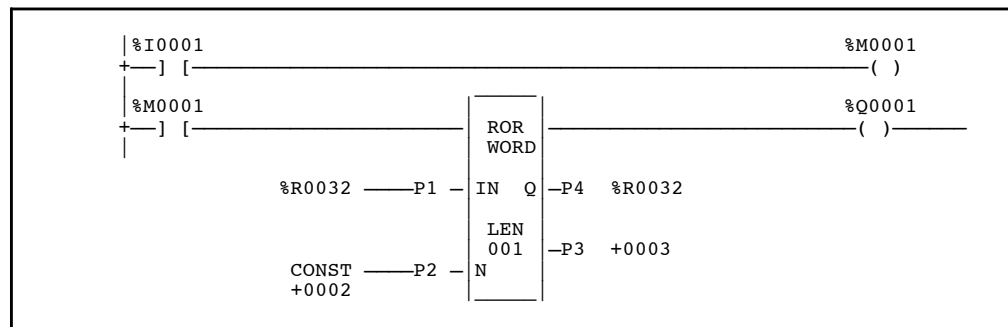 %I0001 %M0001
] [ ( )
%M0001 %Q0001
] [ ROR ( )
WORD
%R0032 P1 IN Q P4 %R0032
LEN
001 P3 +0003
CONST P2 N
+0002